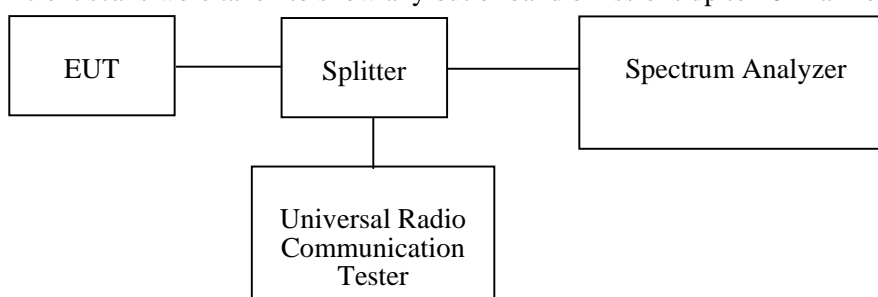 EUT
Splitter
Spectrum Analyzer
Universal Radio
Communication
Tester